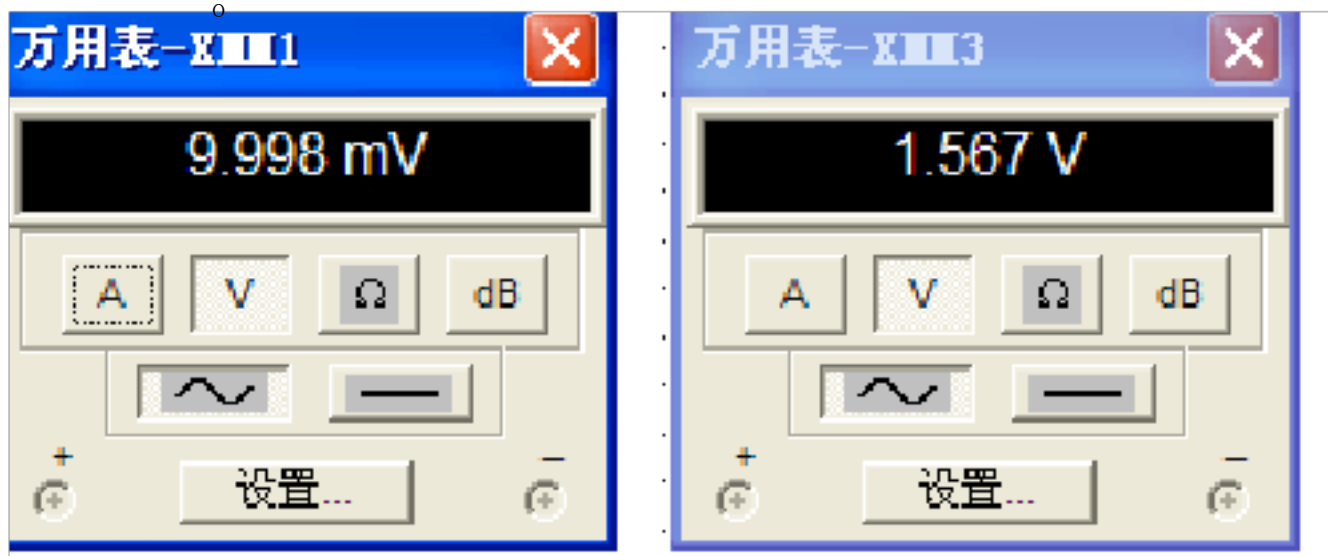 o
万用表-XMM1
9.998 mV
A V Ω dB
+ 设置... –
万用表-XMM3
1.567 V
A V Ω dB
+ 设置... –